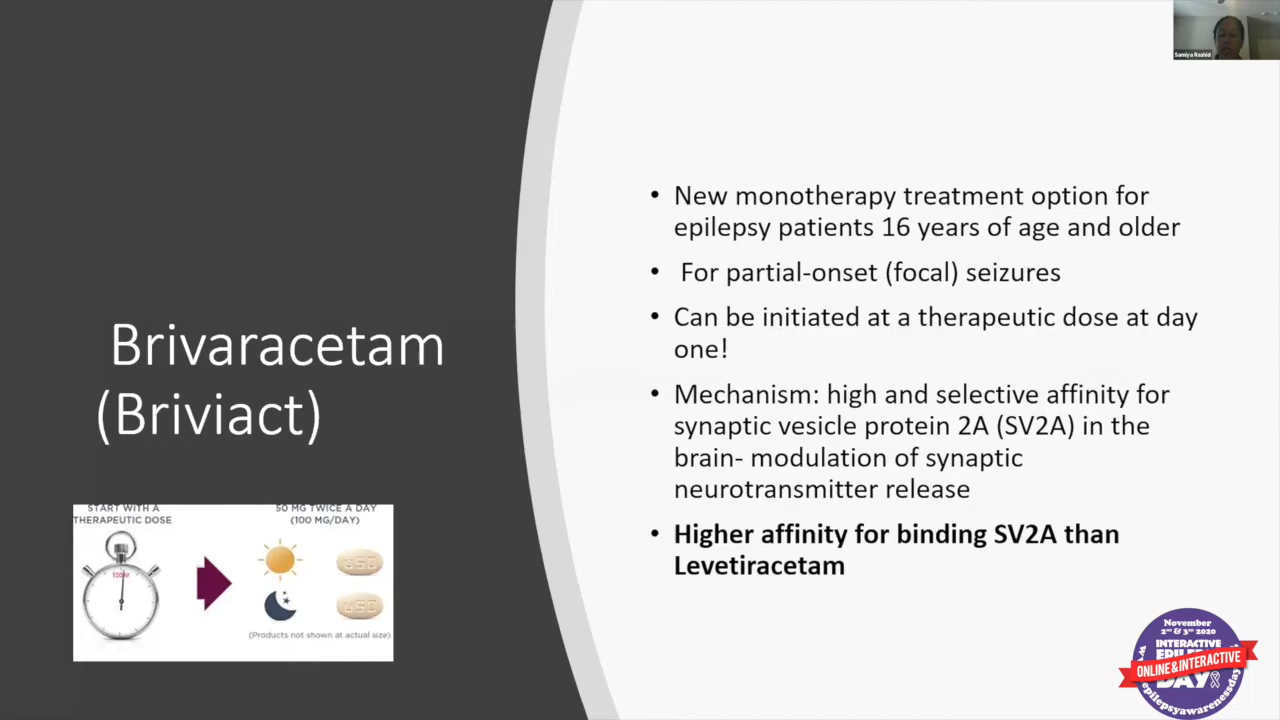 Samiya Rashid
Brivaracetam
(Briviact)
• New monotherapy treatment option for
epilepsy patients 16 years of age and older
• For partial-onset (focal) seizures
• Can be initiated at a therapeutic dose at day
one!
• Mechanism: high and selective affinity for
synaptic vesicle protein 2A (SV2A) in the
brain- modulation of synaptic
neurotransmitter release
• Higher affinity for binding SV2A than
Levetiracetam
START WITH A
THERAPEUTIC DOSE
TODAY
50 MG TWICE A DAY
(100 MG/DAY)
(Products not shown at actual size)
November
2nd & 3rd 2020
INTERACTIVE
ONLINE & INTERACTIVE
DAY